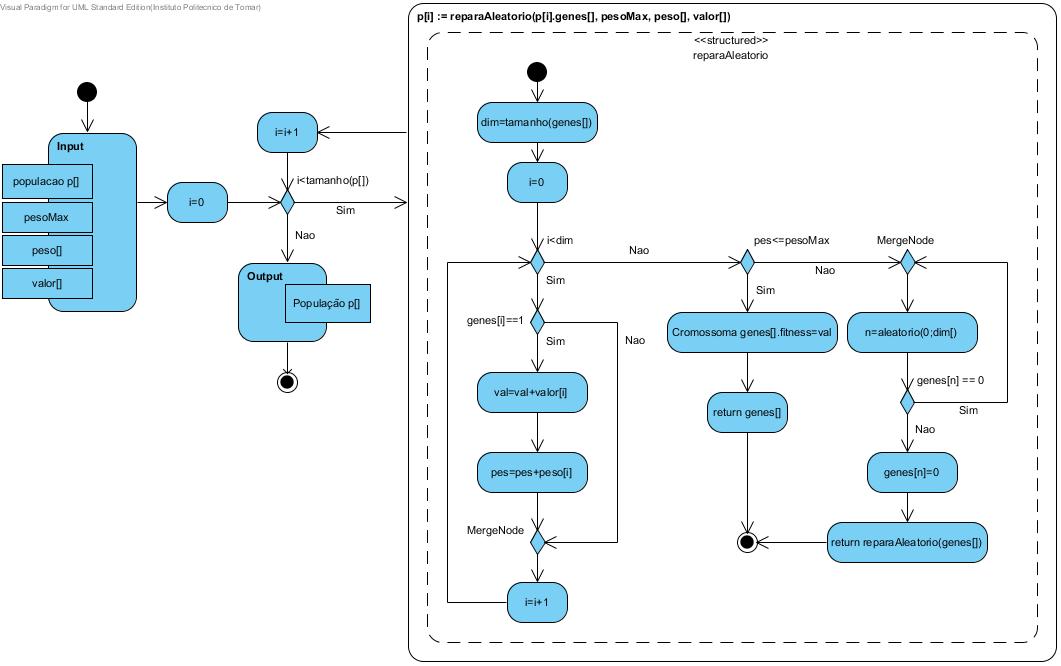 Visual Paradigm for UML Standard Edition(Instituto Politecnico de Tomar)
p[i] := reparaAleatorio(p[i].genes[], pesoMax, peso[], valor[])
<<structured>>
reparaAleatorio
Input
populacao p[]
pesoMax
peso[]
valor[]
i=0
i=i+1
i<tamanho(p[])
Sim
Nao
Output
População p[]
dim=tamanho(genes[])
i=0
i<dim
Nao
Sim
genes[i]==1
Sim
Nao
val=val+valor[i]
pes=pes+peso[i]
MergeNode
i=i+1
pes<=pesoMax
Nao
Sim
Cromossoma genes[].fitness=val
return genes[]
MergeNode
n=aleatorio(0;dim[)
genes[n] == 0
Sim
Nao
genes[n]=0
return reparaAleatorio(genes[])